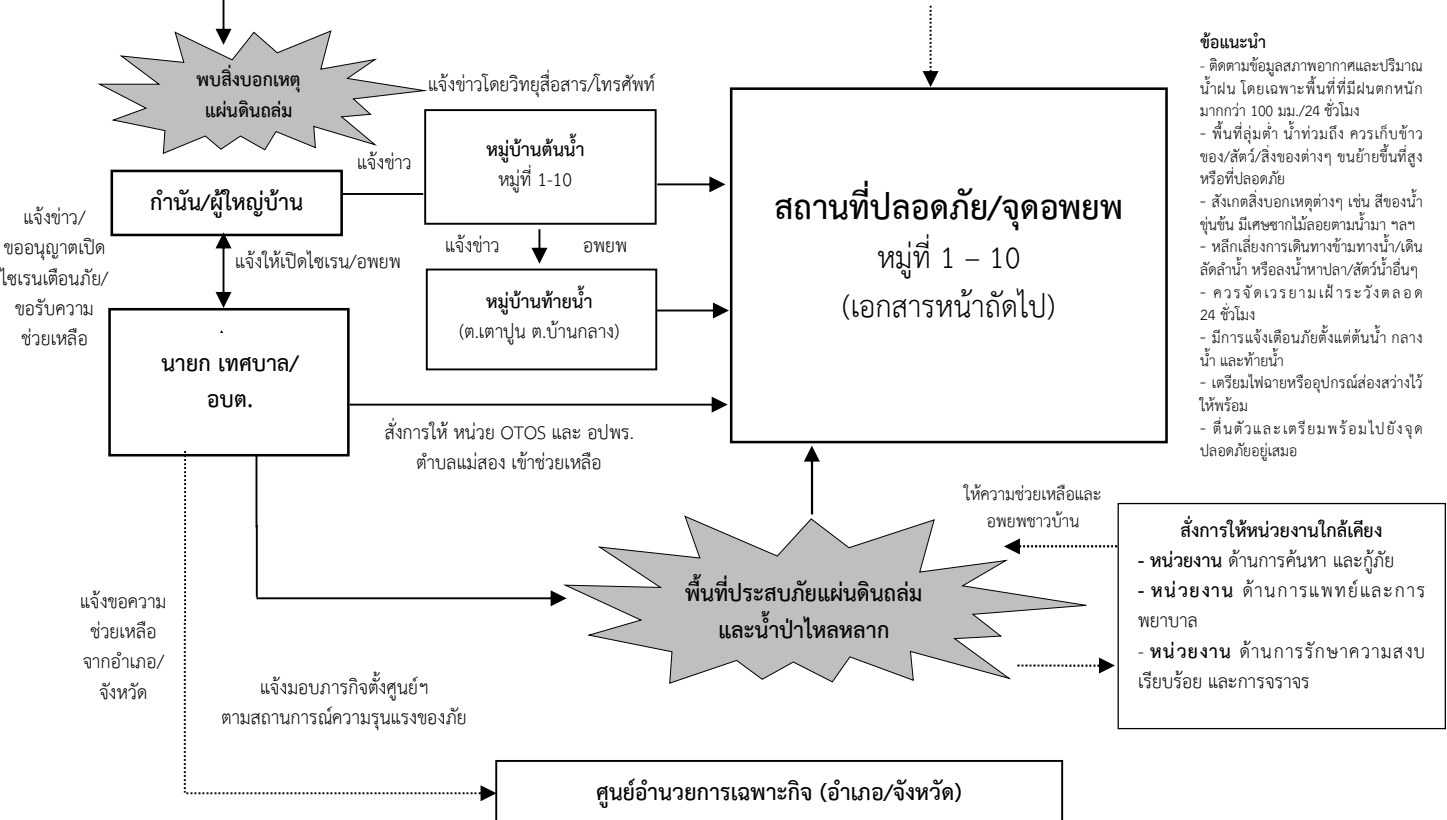 พบสิ่งบอกเหตุ
แผ่นดินถล่ม
แจ้งข่าวโดยวิทยุสื่อสาร/โทรศัพท์
แจ้งข่าว
หมู่บ้านต้นน้ำ
หมู่ที่ 1-10
กำนัน/ผู้ใหญ่บ้าน
แจ้งข่าว/
ขออนุญาตเปิด
ไซเรนเตือนภัย/
ขอรับความ
ช่วยเหลือ
แจ้งให้เปิดไซเรน/อพยพ
แจ้งข่าว
อพยพ
หมู่บ้านท้ายน้ำ
(ต.เตาปูน ต.บ้านกลาง)
นายก เทศบาล/
อบต.
สั่งการให้ หน่วย OTOS และ อปพร.
ตำบลแม่สอง เข้าช่วยเหลือ
สถานที่ปลอดภัย/จุดอพยพ
หมู่ที่ 1 – 10
(เอกสารหน้าถัดไป)
ข้อแนะนำ
- ติดตามข้อมูลสภาพอากาศและปริมาณ
น้ำฝน โดยเฉพาะพื้นที่ที่มีฝนตกหนัก
มากกว่า 100 มม./24 ชั่วโมง
- พื้นที่ลุ่มต่ำ น้ำท่วมถึง ควรเก็บข้าว
ของ/สัตว์/สิ่งของต่างๆ ขนย้ายขึ้นที่สูง
หรือที่ปลอดภัย
- สังเกตสิ่งบอกเหตุต่างๆ เช่น สีของน้ำ
ขุ่นข้น มีเศษซากไม้ลอยตามน้ำมา ฯลฯ
- หลีกเลี่ยงการเดินทางข้ามทางน้ำ/เดิน
ลัดลำน้ำ หรือลงน้ำหาปลา/สัตว์น้ำอื่นๆ
- ควรจัดเวรยามเฝ้าระวังตลอด
24 ชั่วโมง
- มีการแจ้งเตือนภัยตั้งแต่ต้นน้ำ กลาง
น้ำ และท้ายน้ำ
- เตรียมไฟฉายหรืออุปกรณ์ส่องสว่างไว้
ให้พร้อม
- ตื่นตัวและเตรียมพร้อมไปยังจุด
ปลอดภัยอยู่เสมอ
ให้ความช่วยเหลือและ
อพยพชาวบ้าน
พื้นที่ประสบภัยแผ่นดินถล่ม
และน้ำป่าไหลหลาก
สั่งการให้หน่วยงานใกล้เคียง
- หน่วยงาน ด้านการค้นหา และกู้ภัย
- หน่วยงาน ด้านการแพทย์และการ
พยาบาล
- หน่วยงาน ด้านการรักษาความสงบ
เรียบร้อย และการจราจร
แจ้งขอความ
ช่วยเหลือ
จากอำเภอ/
จังหวัด
แจ้งมอบภารกิจตั้งศูนย์ฯ
ตามสถานการณ์ความรุนแรงของภัย
ศูนย์อำนวยการเฉพาะกิจ (อำเภอ/จังหวัด)